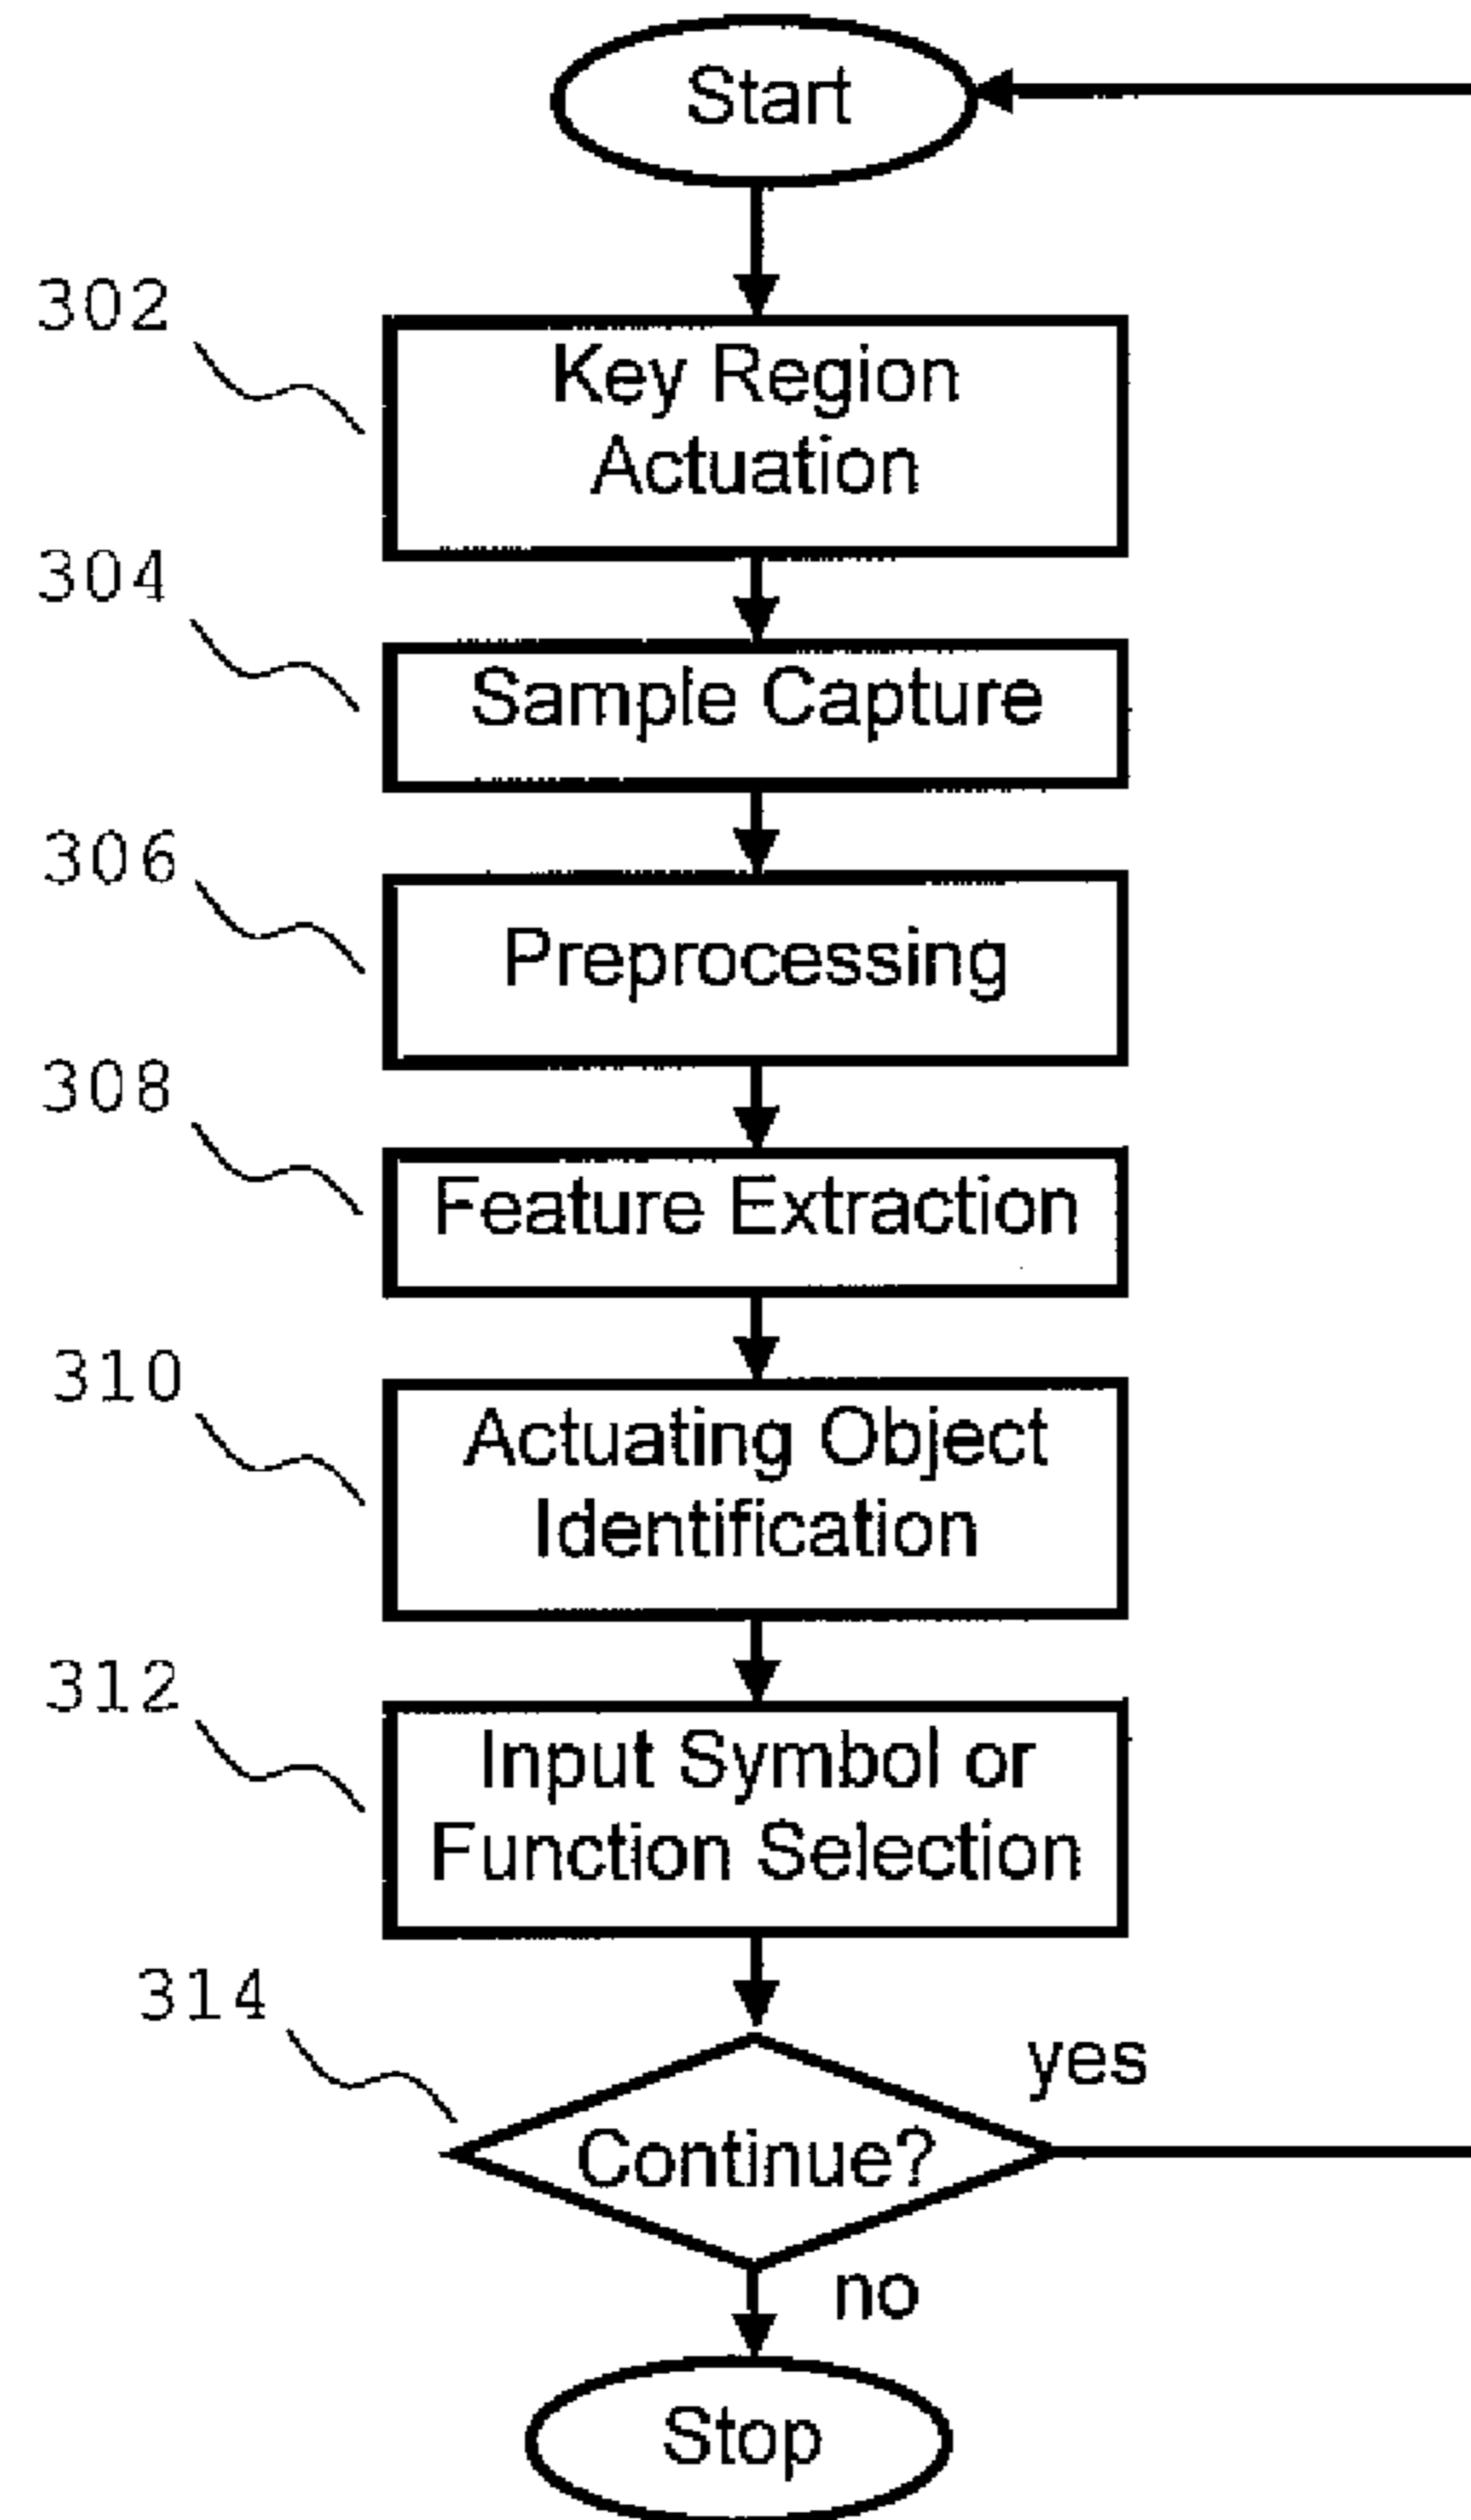 Start
302
Key Region
Actuation
304
Sample Capture
306
Preprocessing
308
Feature Extraction
310
Actuating Object
Identification
312
Input Symbol or
Function Selection
314
yes
Continue?
no
Stop